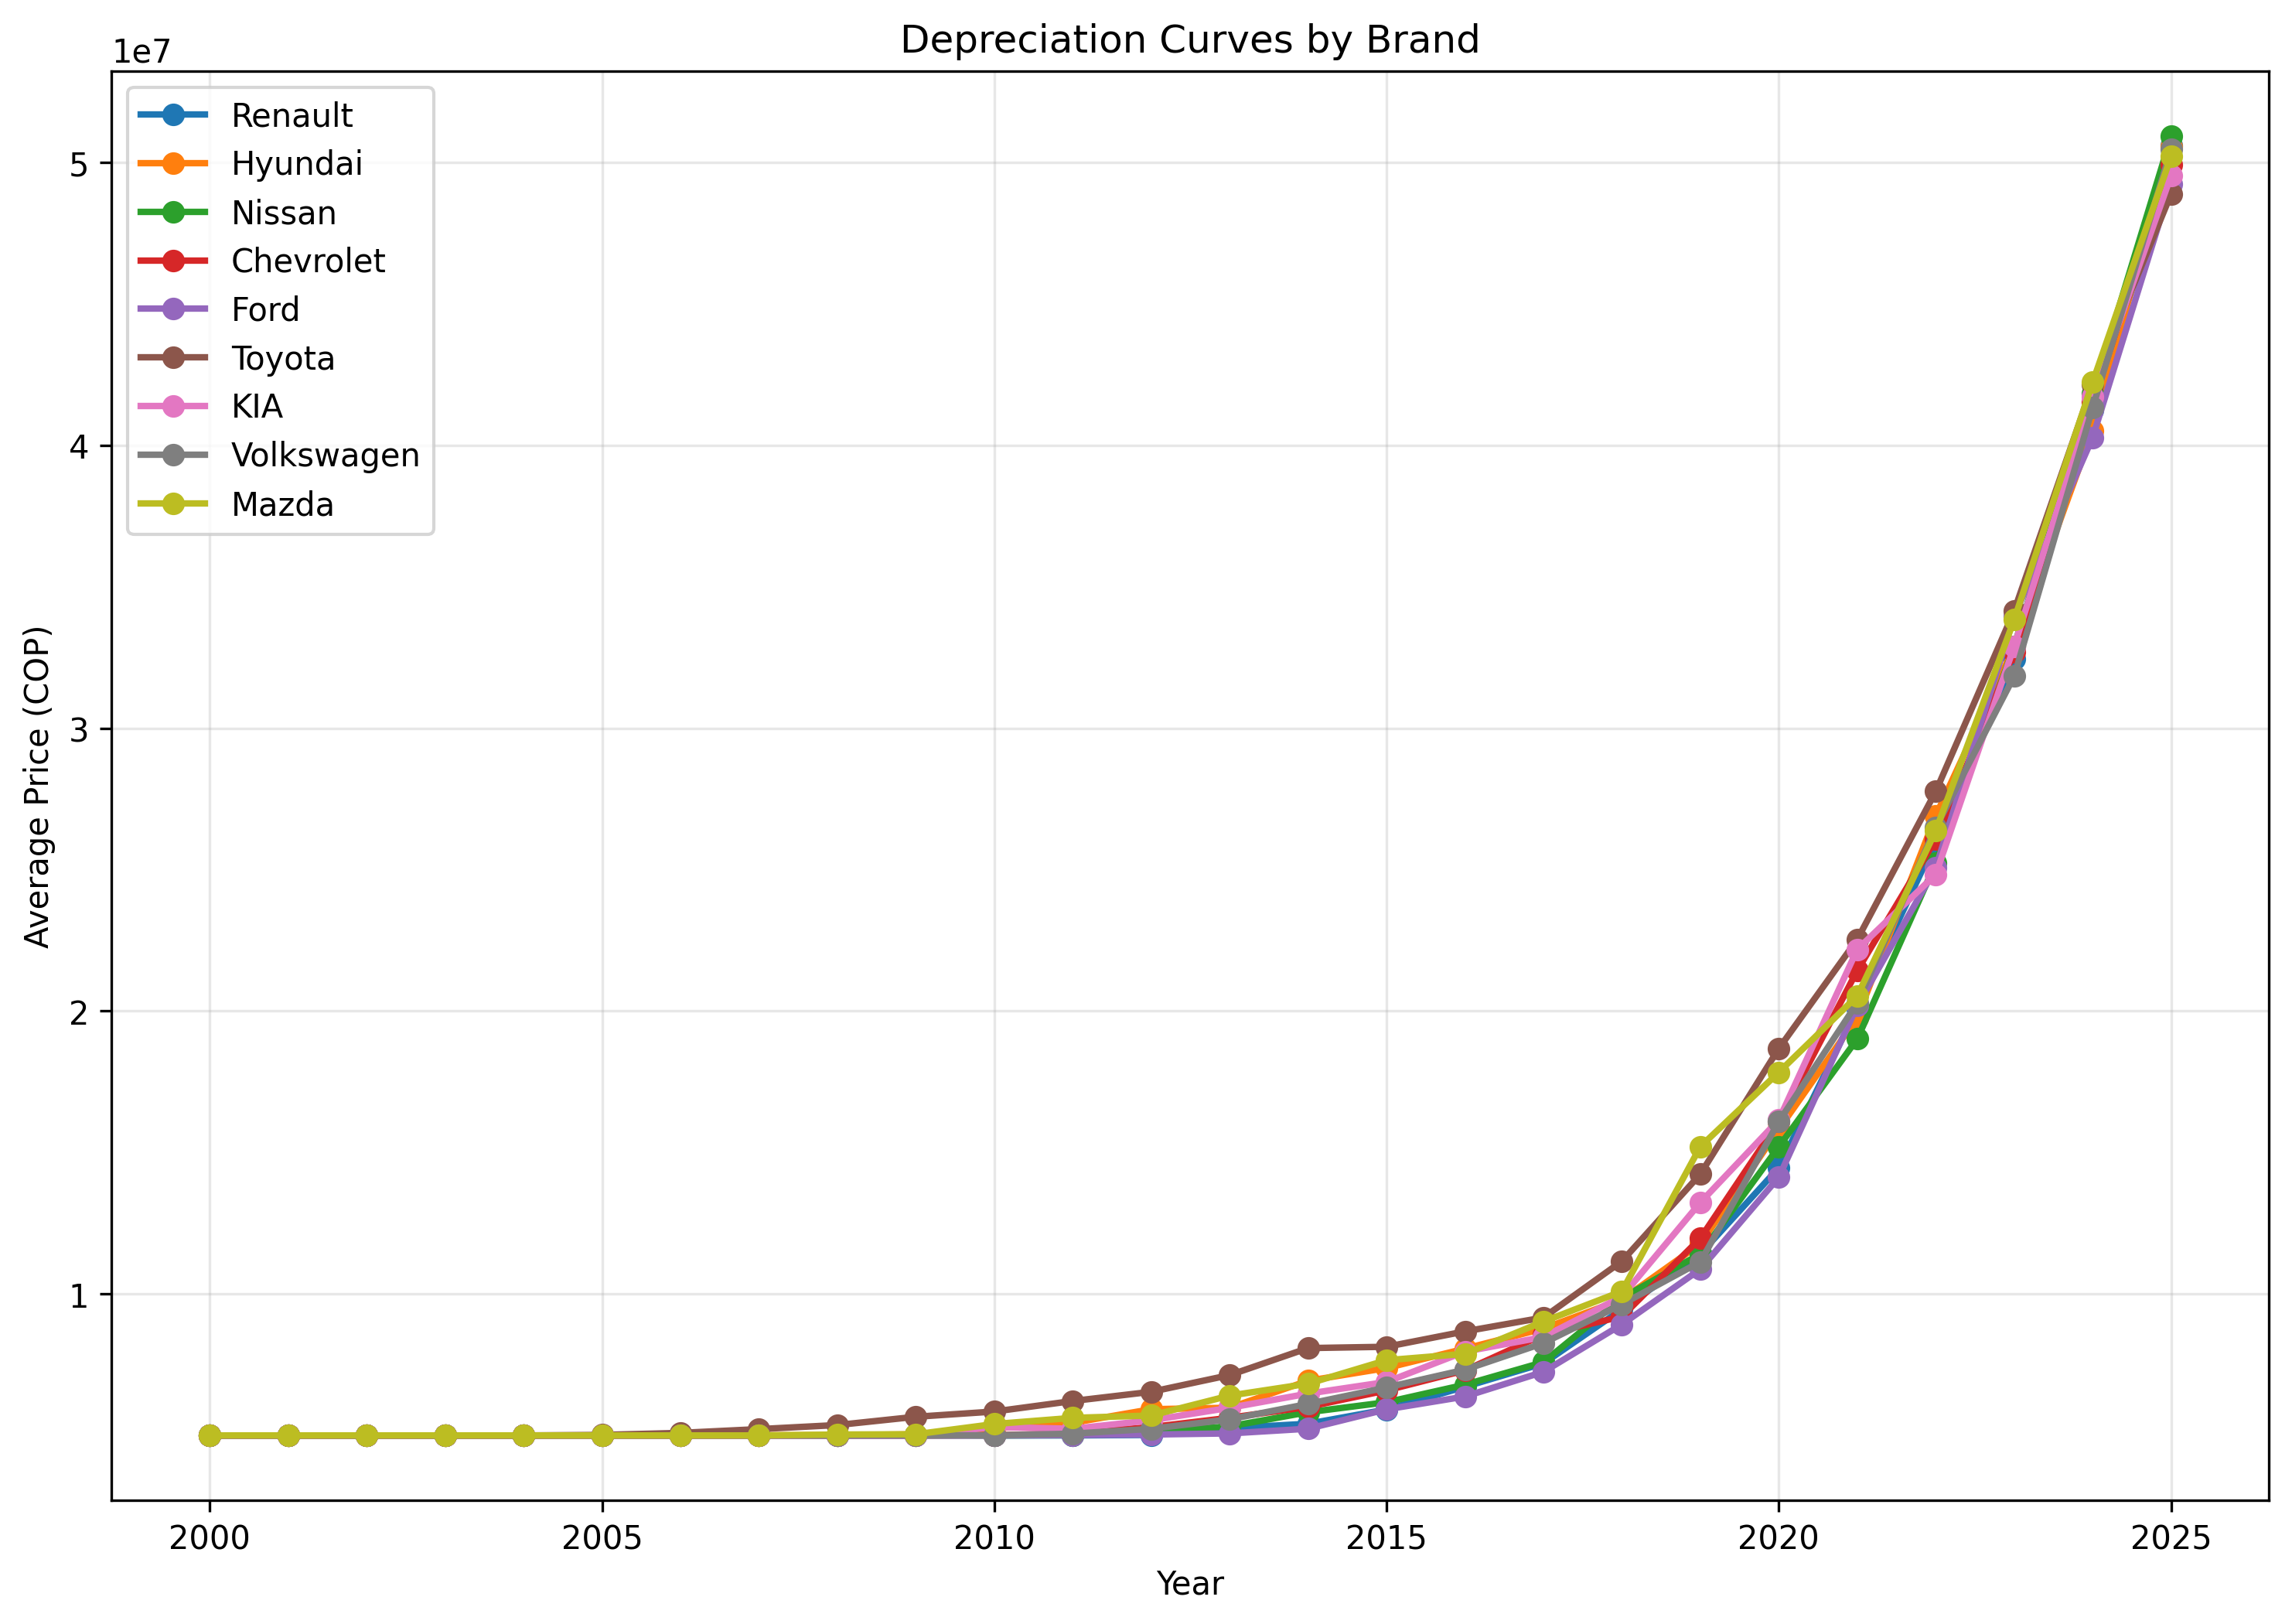 Depreciation Curves by Brand
1e7
Renault
Hyundai
Nissan
Chevrolet
Ford
Toyota
KIA
Volkswagen
Mazda
5
4
3
2
1
Average Price (COP)
2000
2005
2010
2015
2020
2025
Year